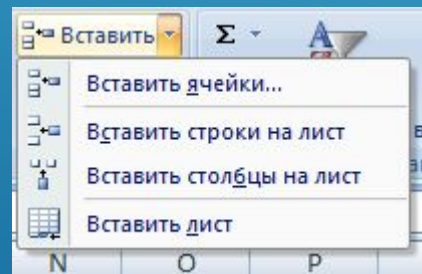 Вставить Σ
Вставить ячейки...
Вставить строки на лист
Вставить столбцы на лист
Вставить лист
N O P